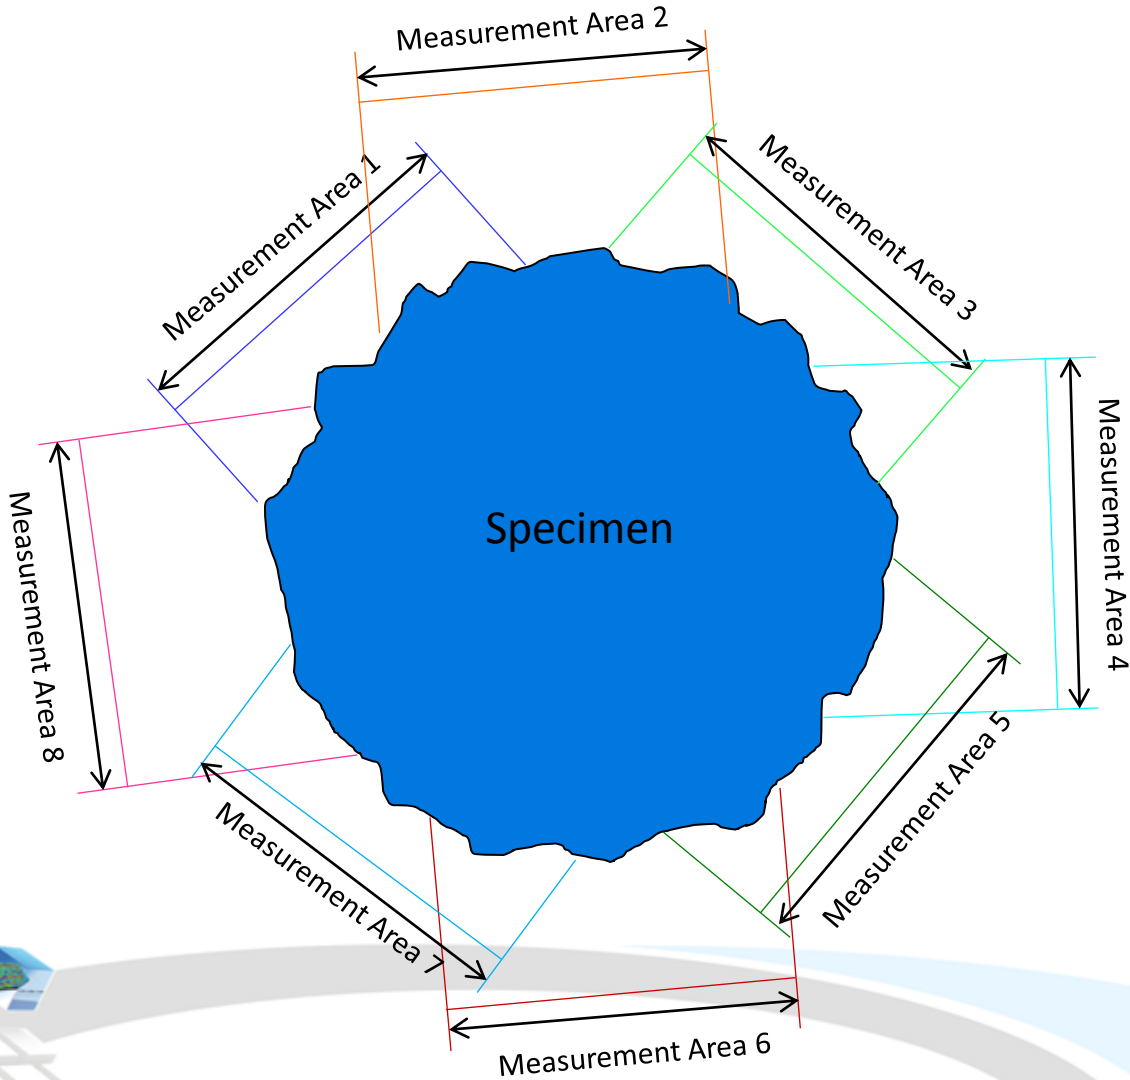 Measurement Area 2
Measurement Area 1
Measurement Area 3
Specimen
Measurement Area 4
Measurement Area 8
Measurement Area 5
Measurement Area 7
Measurement Area 6